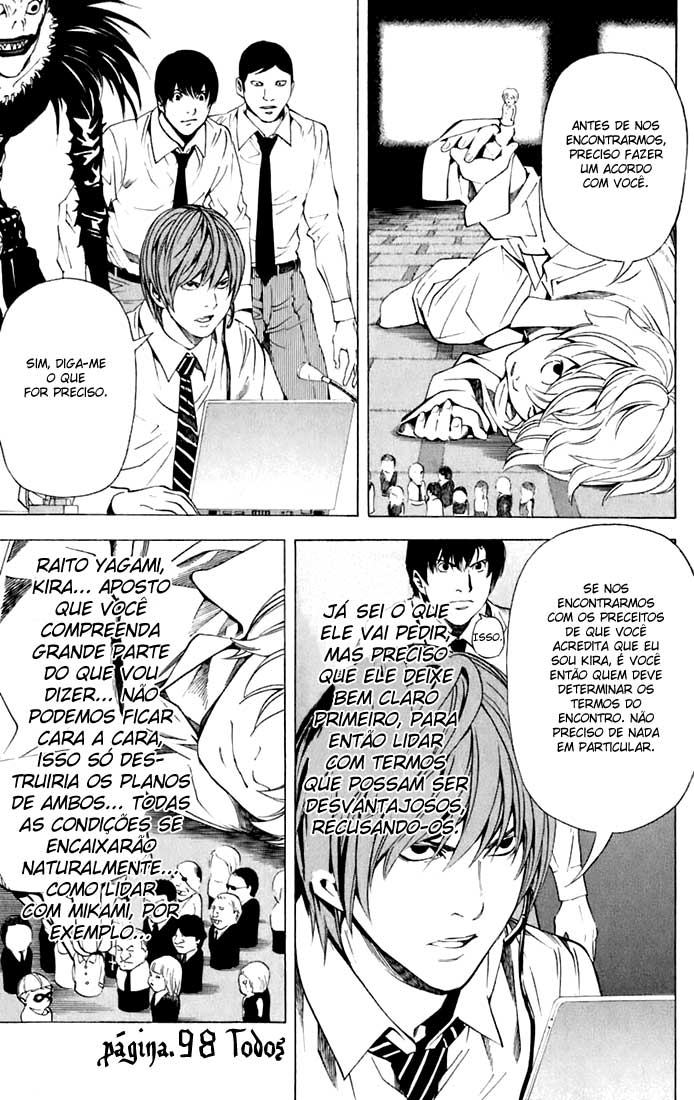 ANTES DE NOS
ENCONTRARMOS,
PRECISO FAZER
UM ACORDO
COM VOCÊ.
SIM, DIGA-ME
O QUE
FOR PRECISO.
SE NOS
ENCONTRARMOS
COM OS PRECEITOS
DE QUE VOCÊ
ACREDITA QUE EU
SOU KIRA, É VOCÊ
ENTÃO QUEM DEVE
DETERMINAR OS
TERMOS DO
ENCONTRO. NÃO
PRECISO DE NADA
EM PARTICULAR.
ISSO.
JÁ SEI O QUE
ELE VAI PEDIR,
MAS PRECISO
QUE ELE DEIXE
BEM CLARO
PRIMEIRO, PARA
ENTÃO LIDAR
COM TERMOS
QUE POSSAM SER
DESVANTAJOSOS,
RECUSANDO-OS.
RAITO YAGAMI,
KIRA... APOSTO
QUE VOCÊ
COMPREENDA
GRANDE PARTE
DO QUE VOU
DIZER... NÃO
PODEMOS FICAR
CARA A CARA
ISSO SÓ DES-
TRUIRIA OS PLANOS
DE AMBOS... TODAS
AS CONDIÇÕES SE
ENCAIXARÃO
NATURALMENTE...
COMO LIDAR
COM MIKAMI, POR
EXEMPLO...
página.98 Todos